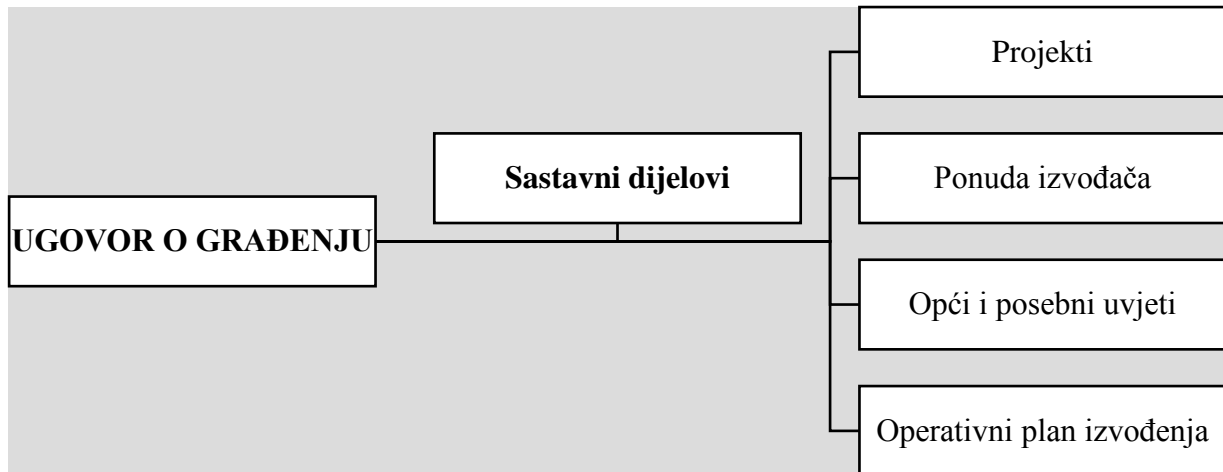 UGOVOR O GRAĐENJU
Sastavni dijelovi
Projekti
Ponuda izvođača
Opći i posebni uvjeti
Operativni plan izvođenja